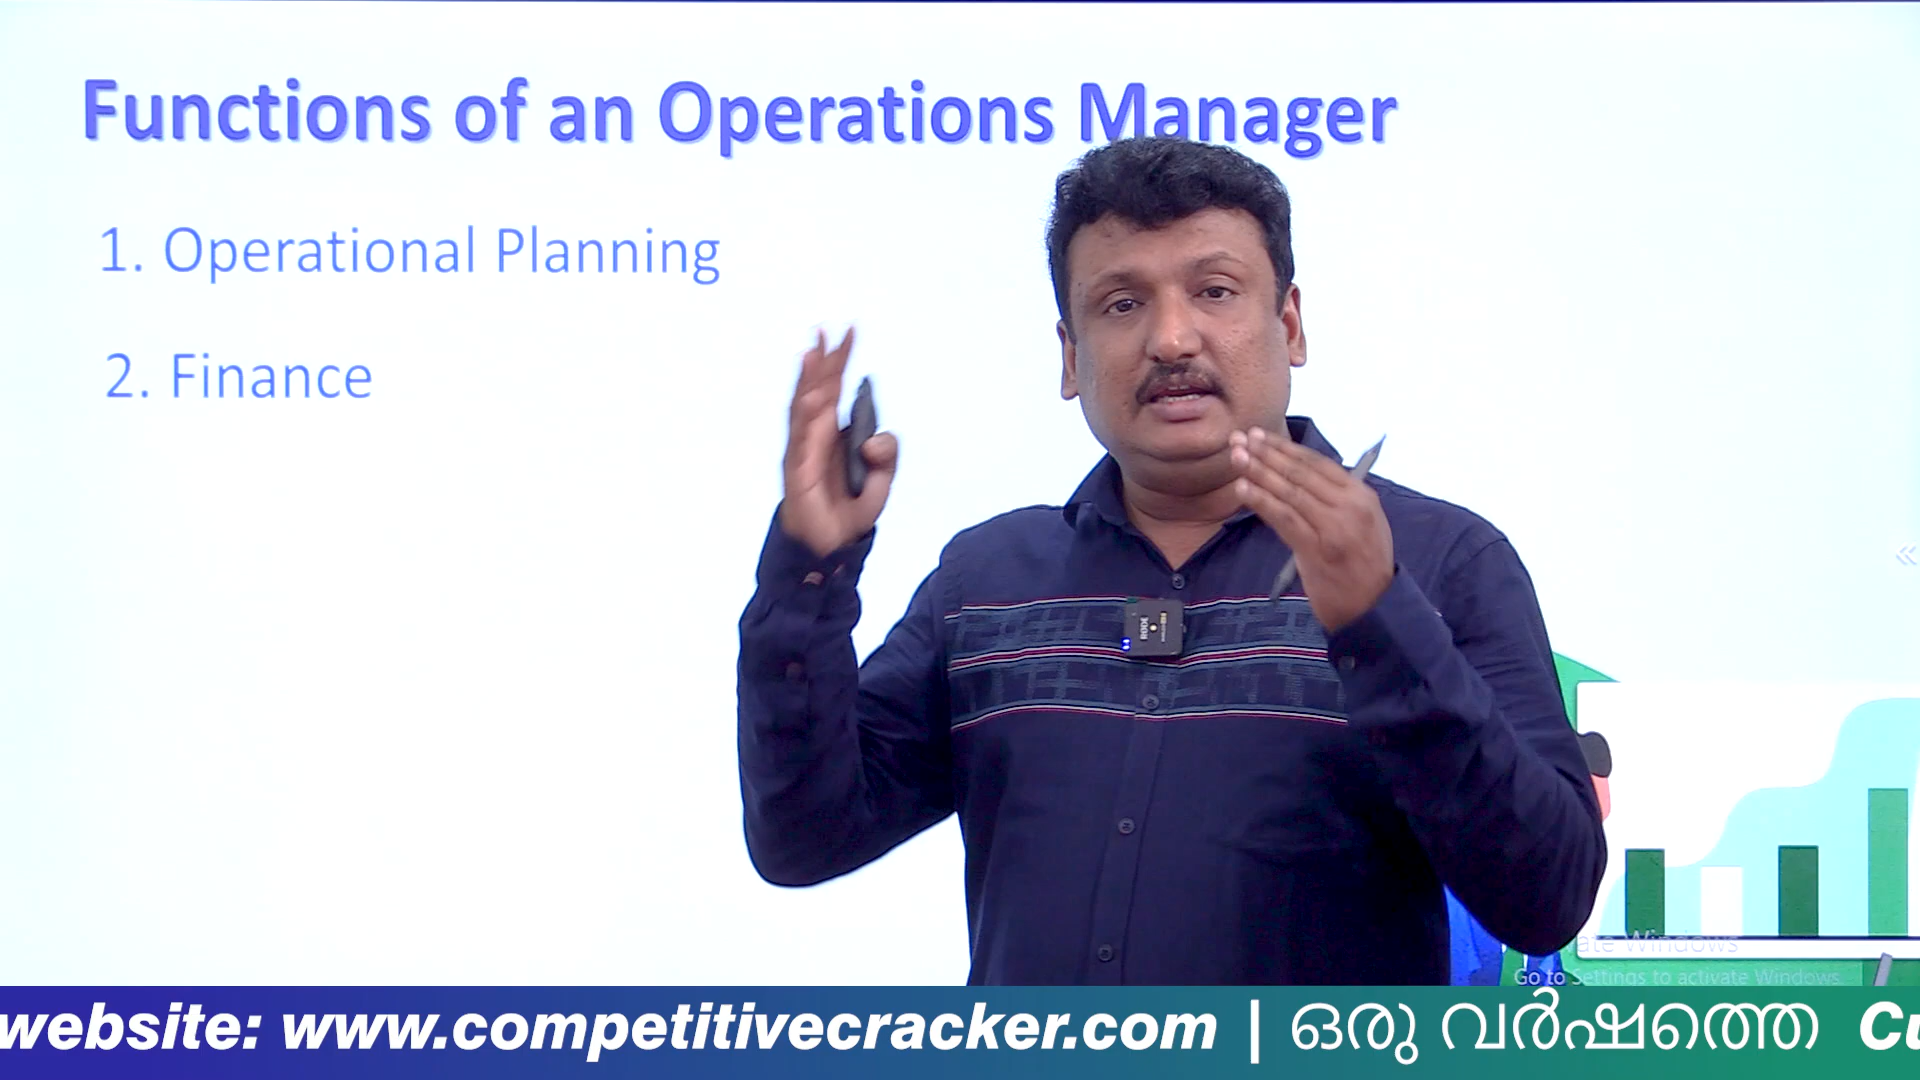 Functions of an Operations Manager
1. Operational Planning
2. Finance
RODE
Go to Settings to activate Windows.
website: www.competitivecracker.com | ഒരു വർഷത്തെ